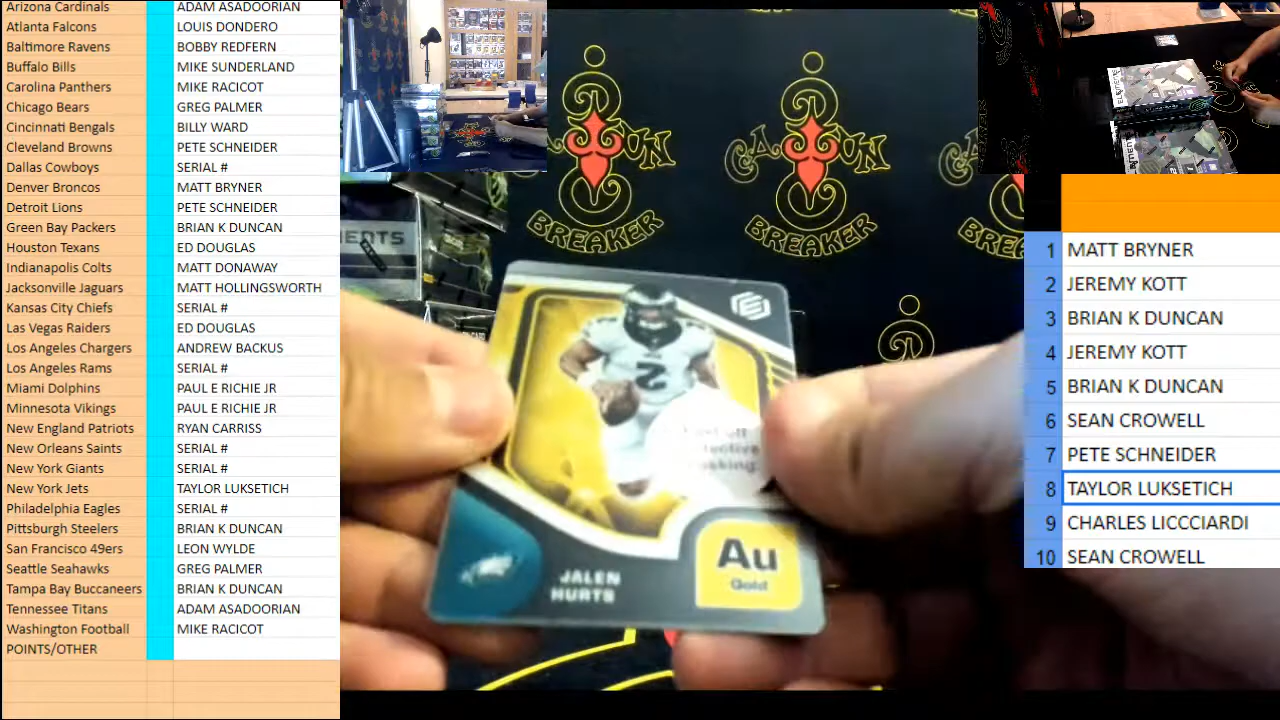 Arizona Cardinals ADAM ASADOORIAN
Atlanta Falcons LOUIS DONDERO
Baltimore Ravens BOBBY REDFERN
Buffalo Bills MIKE SUNDERLAND
Carolina Panthers MIKE RACICOT
Chicago Bears GREG PALMER
Cincinnati Bengals BILLY WARD
Cleveland Browns PETE SCHNEIDER
Dallas Cowboys SERIAL #
Denver Broncos MATT BRYNER
Detroit Lions PETE SCHNEIDER
Green Bay Packers BRIAN K DUNCAN
Houston Texans ED DOUGLAS
Indianapolis Colts MATT DONAWAY
Jacksonville Jaguars MATT HOLLINGSWORTH
Kansas City Chiefs SERIAL #
Las Vegas Raiders ED DOUGLAS
Los Angeles Chargers ANDREW BACKUS
Los Angeles Rams SERIAL #
Miami Dolphins PAUL E RICHIE JR
Minnesota Vikings PAUL E RICHIE JR
New England Patriots RYAN CARRISS
New Orleans Saints SERIAL #
New York Giants SERIAL #
New York Jets TAYLOR LUKSETICH
Philadelphia Eagles SERIAL #
Pittsburgh Steelers BRIAN K DUNCAN
San Francisco 49ers LEON WYLDE
Seattle Seahawks GREG PALMER
Tampa Bay Buccaneers BRIAN K DUNCAN
Tennessee Titans ADAM ASADOORIAN
Washington Football MIKE RACICOT
POINTS/OTHER
BREAKER
BREAKER
2
Au
Gold
JALEN
HURTS
1 MATT BRYNER
2 JEREMY KOTT
3 BRIAN K DUNCAN
4 JEREMY KOTT
5 BRIAN K DUNCAN
6 SEAN CROWELL
7 PETE SCHNEIDER
8 TAYLOR LUKSETICH
9 CHARLES LICCCIARDI
10 SEAN CROWELL